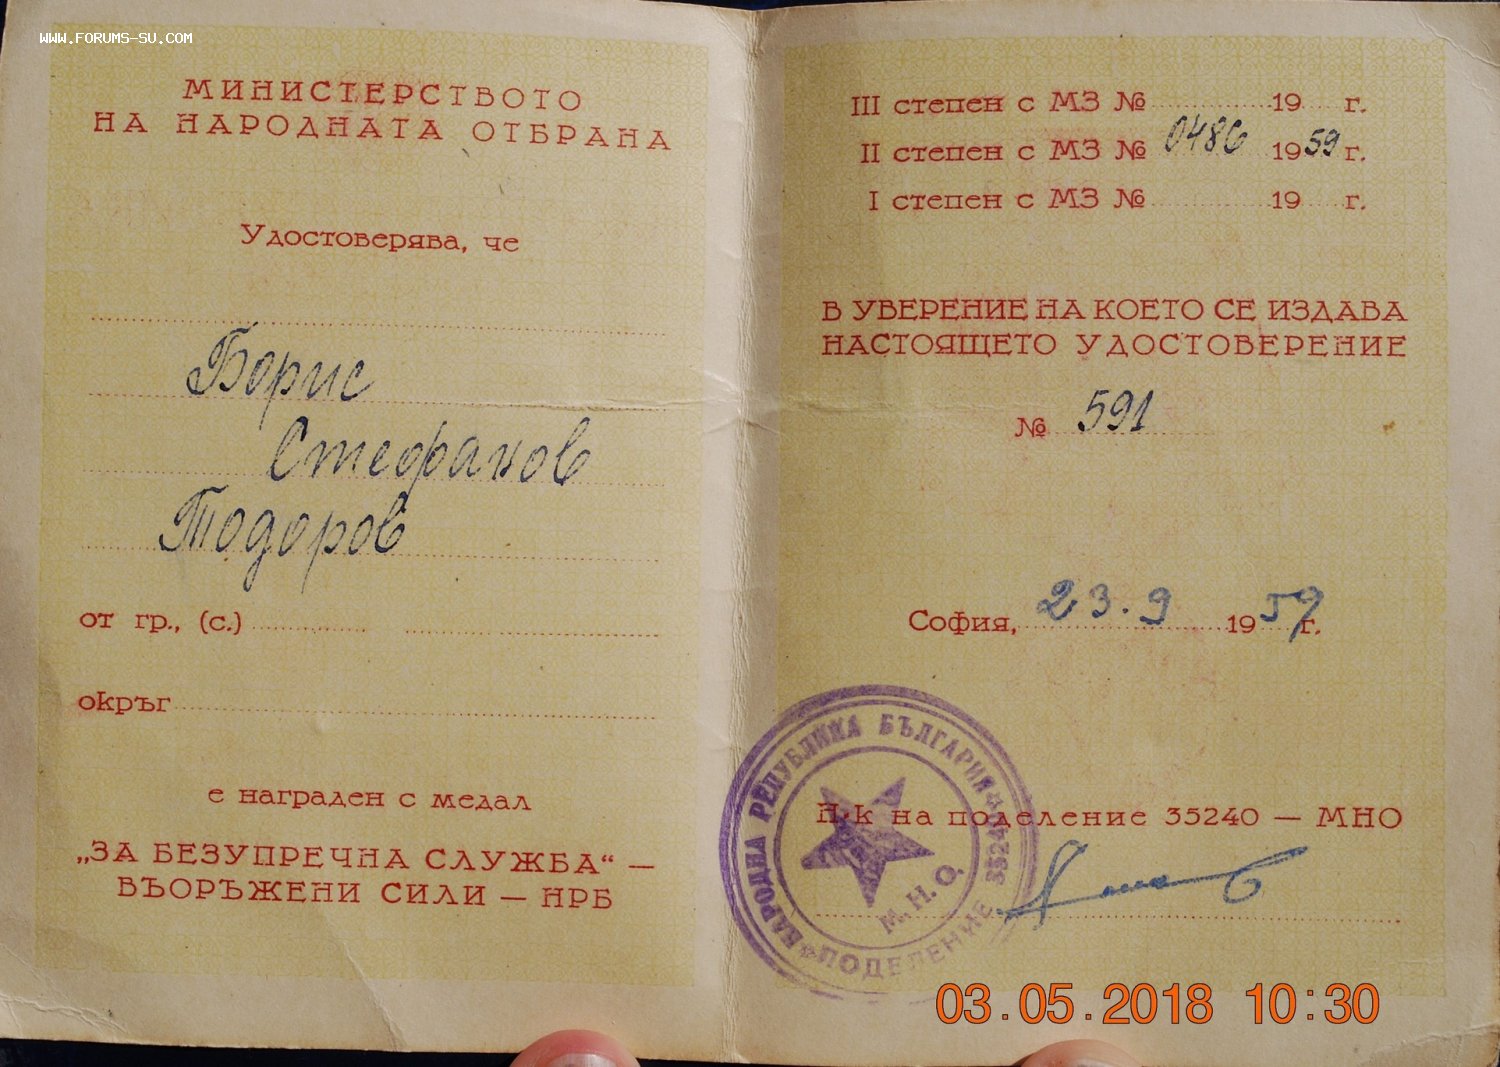 www.forums-su.com
МИНИСТЕРСТВОТО
НА НАРОДНАТА ОТБРАНА
Удостоверява, че
Борис
Стефанов
Тодоров
от гр., (с.)
окръг
е награден с медал
„ЗА БЕЗУПРЕЧНА СЛУЖБА“ —
ВЪОРЪЖЕНИ СИЛИ — НРБ
III степен с МЗ № 19 г.
II степен с МЗ № 0486 1959 г.
I степен с МЗ № 19 г.
В УВЕРЕНИЕ НА КОЕТО СЕ ИЗДАВА
НАСТОЯЩЕТО УДОСТОВЕРЕНИЕ
№ 591
София, 23.9 1959 г.
Н-к на поделение 35240 — МНО
НАРОДНА РЕПУБЛИКА БЪЛГАРИЯ
ПОДЕЛЕНИЕ 35240
М. Н. О.
03.05.2018 10:30